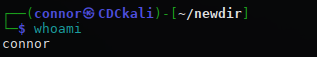 ┌──(connor㉿CDCkali)-[~/newdir]
└─$ whoami
connor